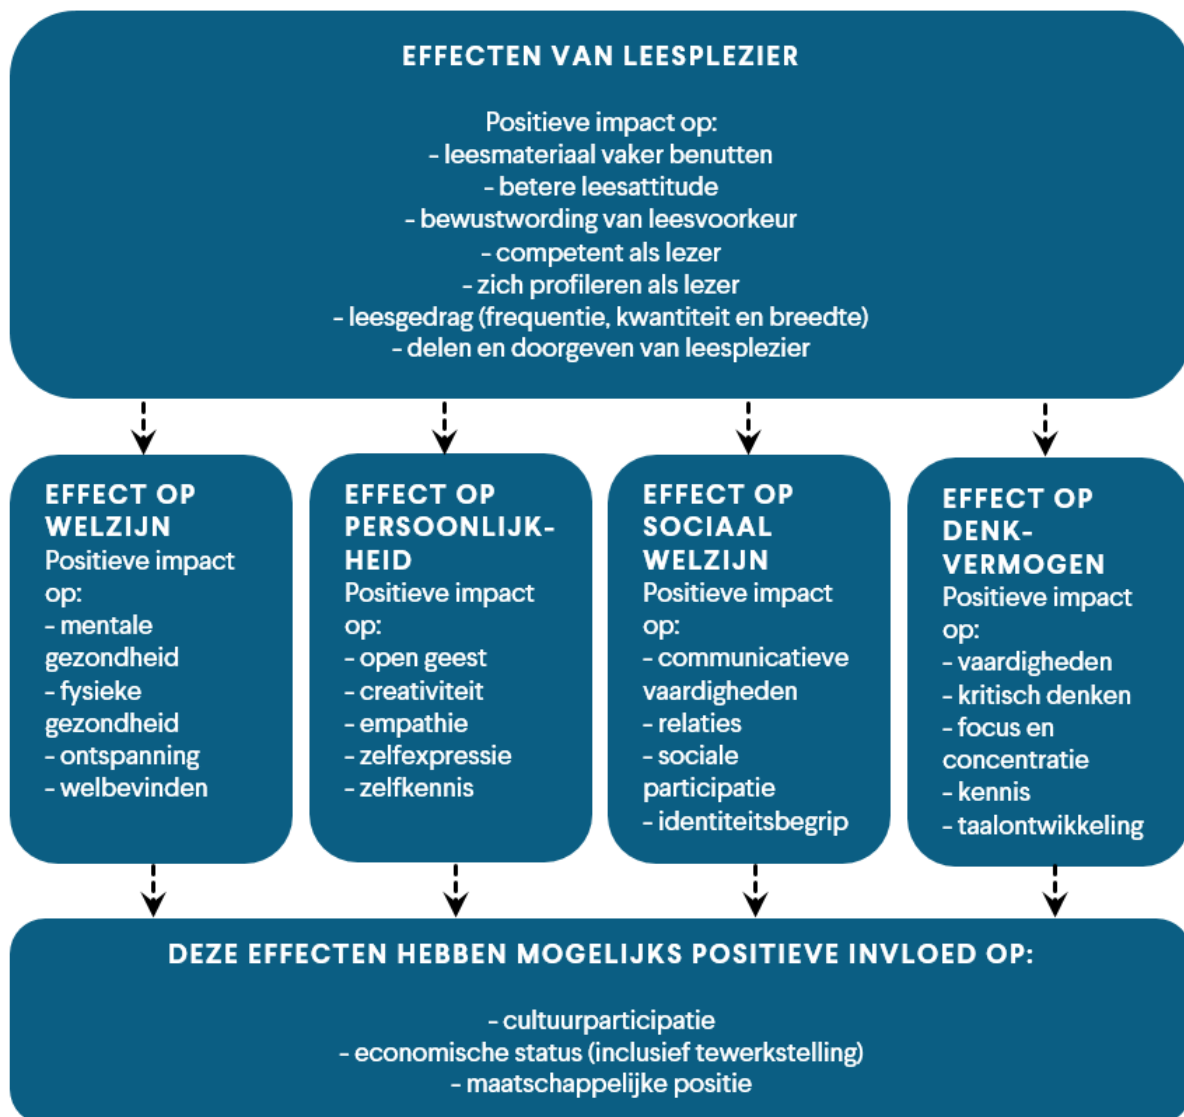 EFFECTEN VAN LEESPLEZIER
Positieve impact op:
- leesmateriaal vaker benutten
- betere leesattitude
- bewustwording van leesvoorkeur
- competent als lezer
- zich profileren als lezer
- leesgedrag (frequentie, kwantiteit en breedte)
- delen en doorgeven van leesplezier
EFFECT OP
WELZIJN
Positieve impact
op:
- mentale
gezondheid
- fysieke
gezondheid
- ontspanning
- welbevinden
EFFECT OP
PERSOONLIJK-
HEID
Positieve impact
op:
- open geest
- creativiteit
- empathie
- zelfexpressie
- zelfkennis
EFFECT OP
SOCIAAL
WELZIJN
Positieve impact
op:
- communicatieve
vaardigheden
- relaties
- sociale
participatie
- identiteitsbegrip
EFFECT OP
DENK-
VERMOGEN
Positieve impact
op:
- vaardigheden
- kritisch denken
- focus en
concentratie
- kennis
- taalontwikkeling
DEZE EFFECTEN HEBBEN MOGELIJKS POSITIEVE INVLOED OP:
- cultuurparticipatie
- economische status (inclusief tewerkstelling)
- maatschappelijke positie